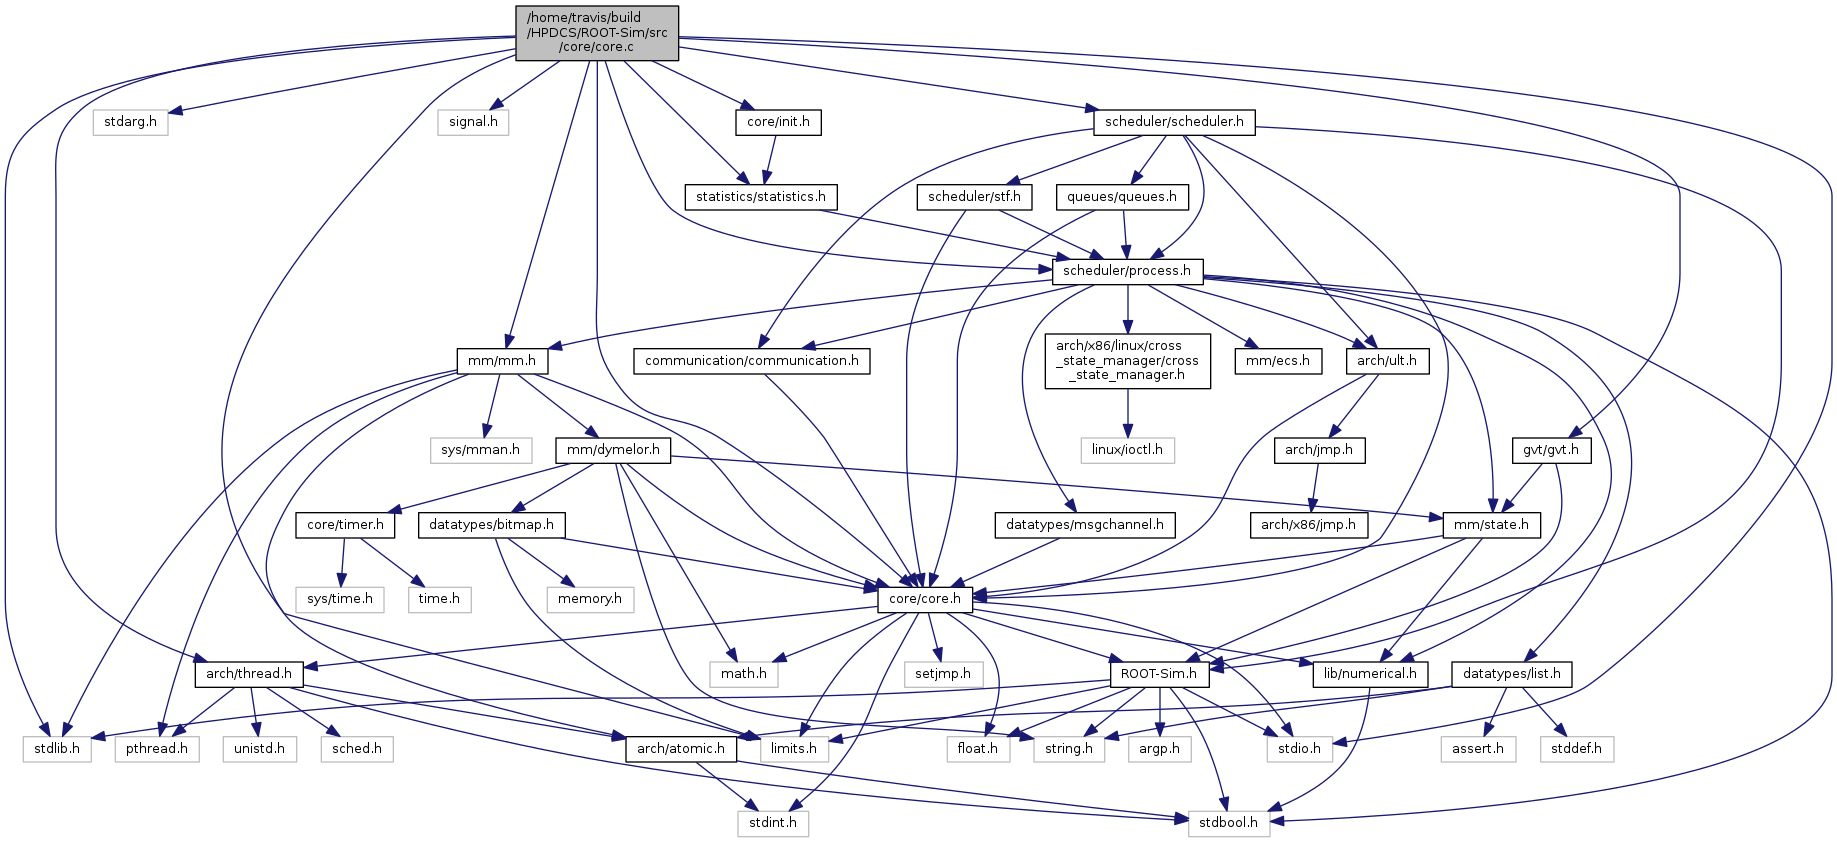 /home/travis/build
/HPDCS/ROOT-Sim/src
/core/core.c
stdarg.h
signal.h
core/init.h
scheduler/scheduler.h
statistics/statistics.h
scheduler/stf.h
queues/queues.h
scheduler/process.h
mm/mm.h
communication/communication.h
arch/x86/linux/cross
_state_manager/cross
_state_manager.h
mm/ecs.h
arch/ult.h
sys/mman.h
mm/dymelor.h
linux/ioctl.h
arch/jmp.h
gvt/gvt.h
core/timer.h
datatypes/bitmap.h
datatypes/msgchannel.h
arch/x86/jmp.h
mm/state.h
sys/time.h
time.h
memory.h
core/core.h
arch/thread.h
math.h
setjmp.h
ROOT-Sim.h
lib/numerical.h
datatypes/list.h
stdlib.h
pthread.h
unistd.h
sched.h
arch/atomic.h
limits.h
float.h
string.h
argp.h
stdio.h
assert.h
stddef.h
stdint.h
stdbool.h